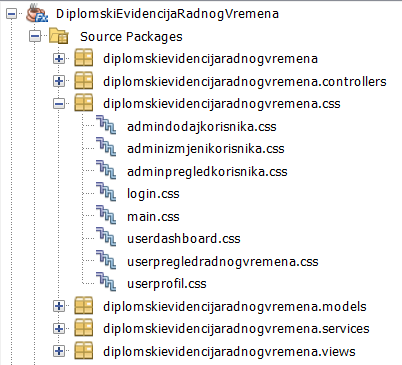 DiplomskiEvidencijaRadnogVremena
Source Packages
diplomskievidencijaradnogvremena
diplomskievidencijaradnogvremena.controllers
diplomskievidencijaradnogvremena.css
admindodajkorisnika.css
adminizmjenikorisnika.css
adminpregledkorisnika.css
login.css
main.css
userdashboard.css
userpregledradnogvremena.css
userprofil.css
diplomskievidencijaradnogvremena.models
diplomskievidencijaradnogvremena.services
diplomskievidencijaradnogvremena.views